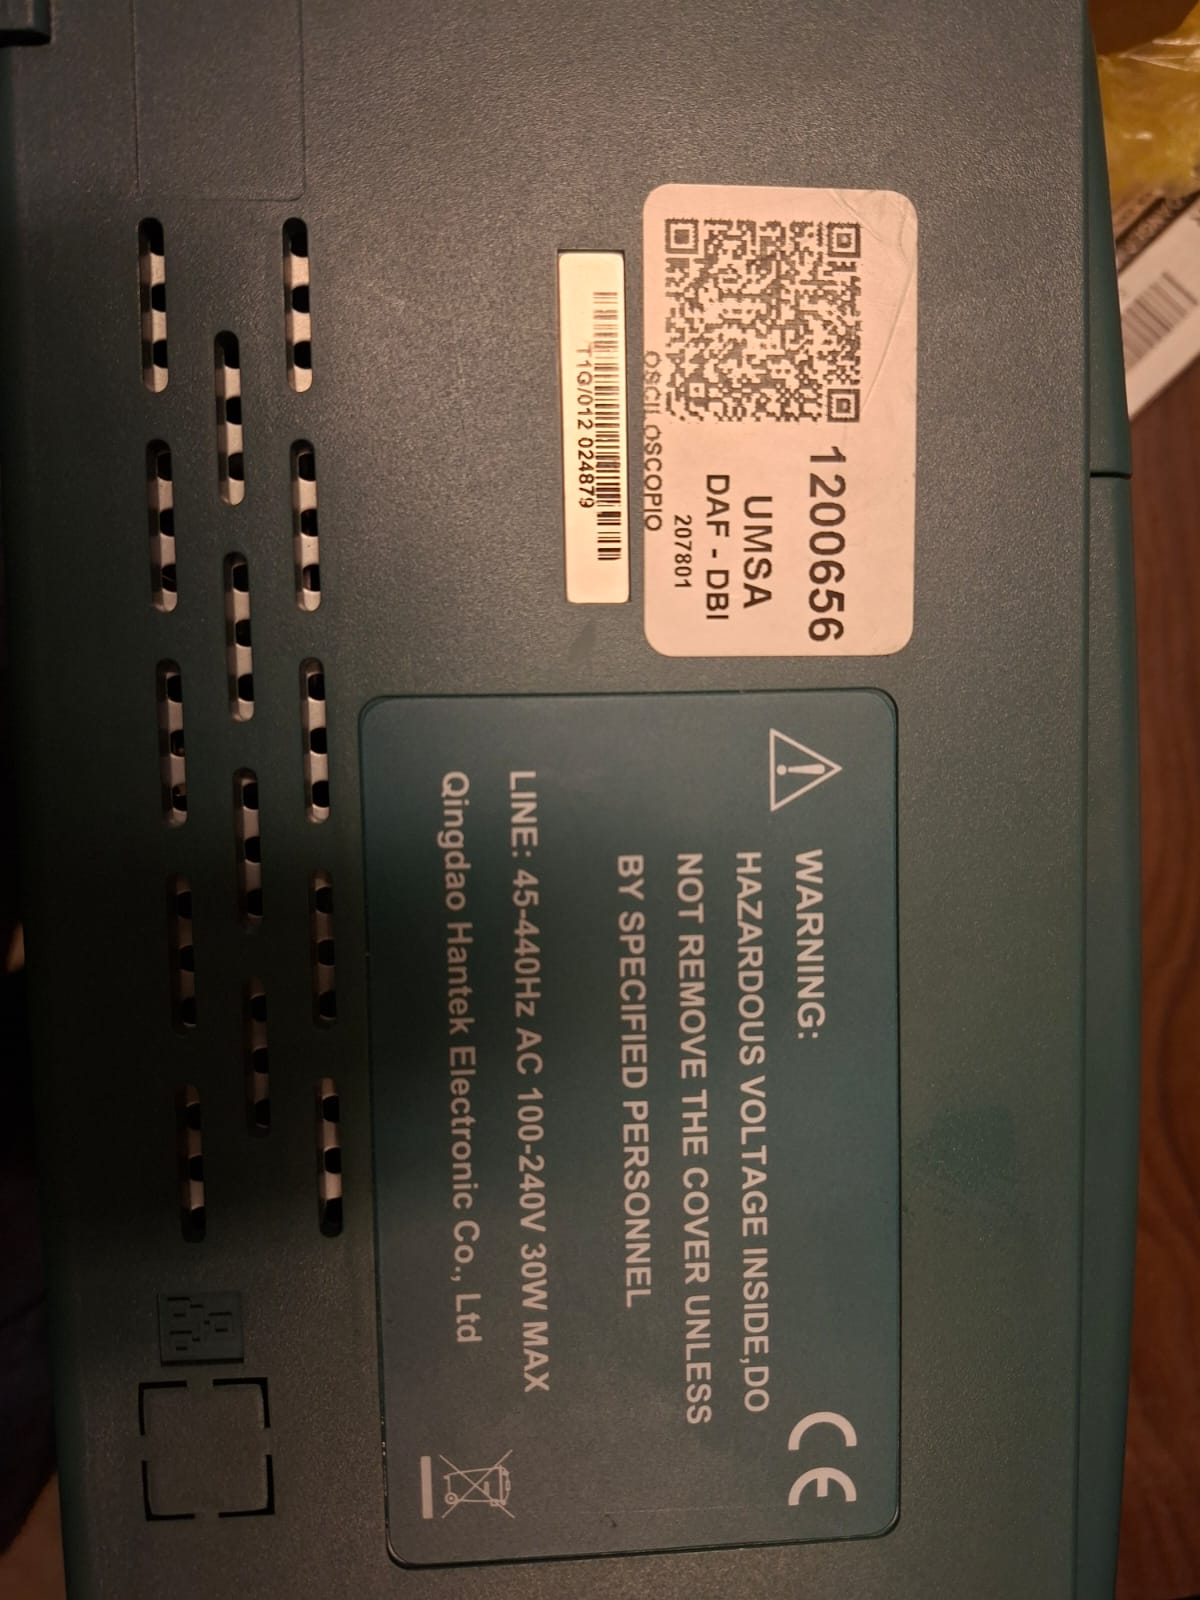 1200656
UMSA
DAF - DBI
207801
OSCILOSCOPIO
T1G/012 024879
WARNING:
HAZARDOUS VOLTAGE INSIDE,DO
NOT REMOVE THE COVER UNLESS
BY SPECIFIED PERSONNEL
LINE: 45-440Hz AC 100-240V 30W MAX
Qingdao Hantek Electronic Co., Ltd
CE